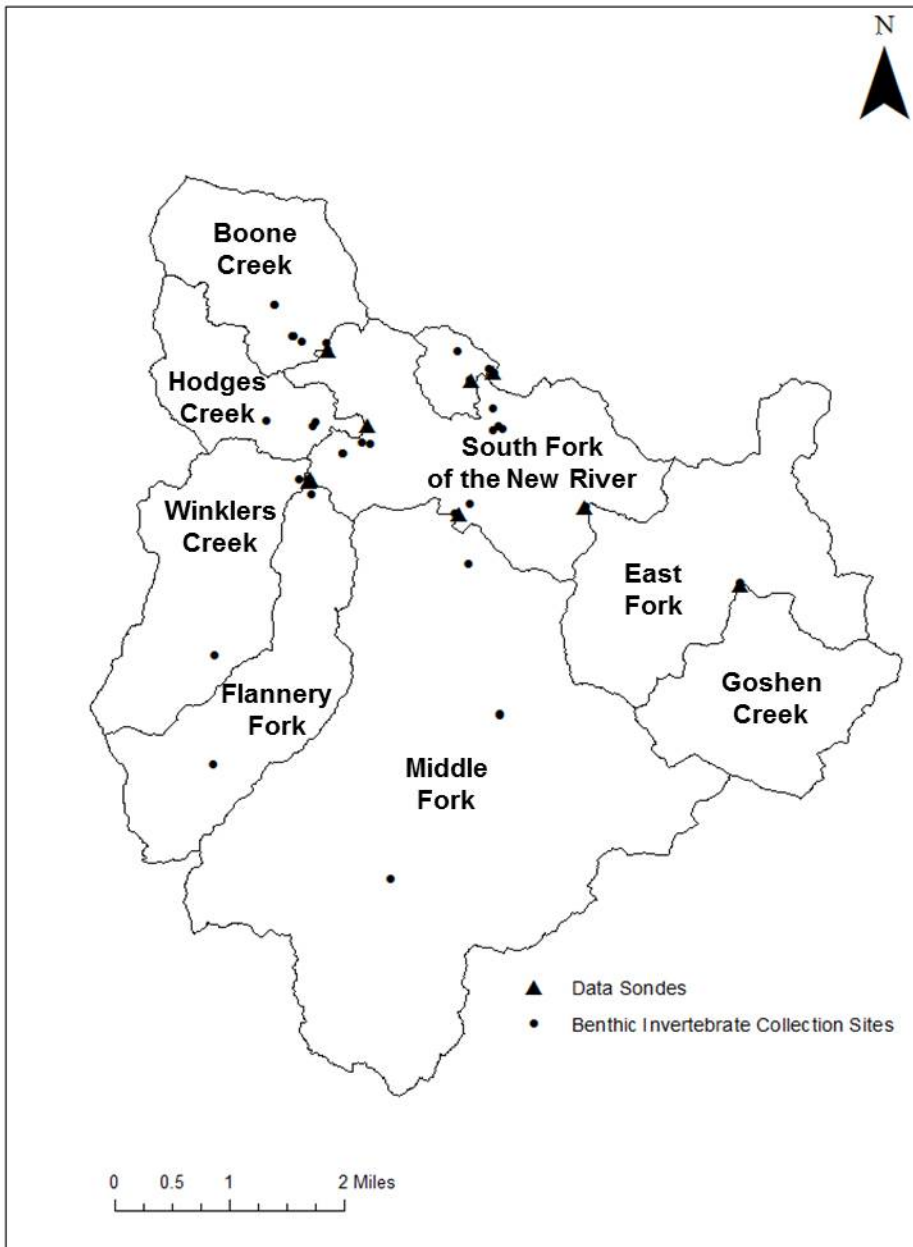 N
Boone
Creek
Hodges
Creek
South Fork
of the New River
Winklers
Creek
East
Fork
Flannery
Fork
Goshen
Creek
Middle
Fork
Data Sondes
Benthic Invertebrate Collection Sites
0 0.5 1 2 Miles